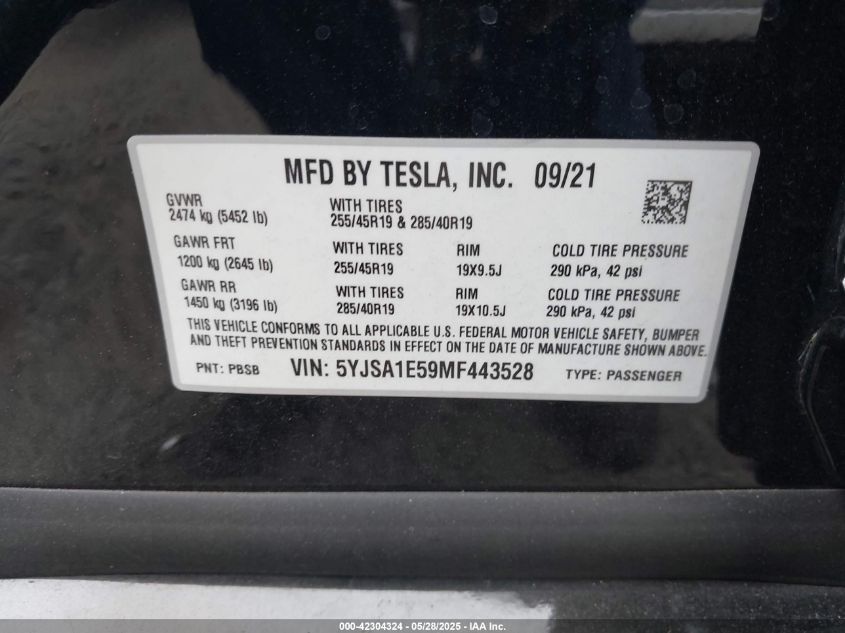 MFD BY TESLA, INC. 09/21
GVWR
2474 kg (5452 lb)
WITH TIRES
255/45R19 & 285/40R19
GAWR FRT
1200 kg (2645 lb)
WITH TIRES
255/45R19
RIM
19X9.5J
COLD TIRE PRESSURE
290 kPa, 42 psi
GAWR RR
1450 kg (3196 lb)
WITH TIRES
285/40R19
RIM
19X10.5J
COLD TIRE PRESSURE
290 kPa, 42 psi
THIS VEHICLE CONFORMS TO ALL APPLICABLE U.S. FEDERAL MOTOR VEHICLE SAFETY, BUMPER
AND THEFT PREVENTION STANDARDS IN EFFECT ON THE DATE OF MANUFACTURE SHOWN ABOVE.
PNT: PBSB VIN: 5YJSA1E59MF443528 TYPE: PASSENGER
000-42304324 - 05/28/2025 - IAA Inc.